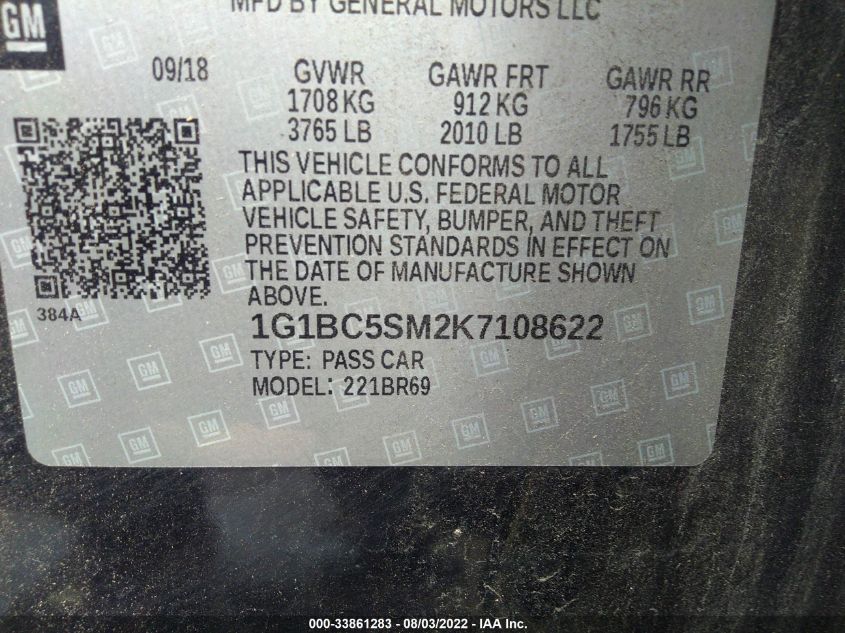 MFD BY GENERAL MOTORS LLC
GM
09/18 GVWR GAWR FRT GAWR RR
1708 KG 912 KG 796 KG
3765 LB 2010 LB 1755 LB
THIS VEHICLE CONFORMS TO ALL
APPLICABLE U.S. FEDERAL MOTOR
VEHICLE SAFETY, BUMPER, AND THEFT
PREVENTION STANDARDS IN EFFECT ON
THE DATE OF MANUFACTURE SHOWN
ABOVE.
384A
1G1BC5SM2K7108622
TYPE: PASS CAR
MODEL: 221BR69
000-33861283 - 08/03/2022 - IAA Inc.